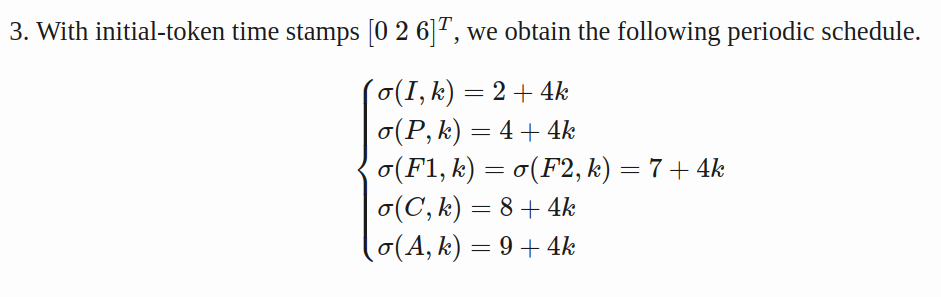 3. With initial-token time stamps [0 2 6]^T, we obtain the following periodic schedule.
σ(I, k) = 2 + 4k
σ(P, k) = 4 + 4k
σ(F1, k) = σ(F2, k) = 7 + 4k
σ(C, k) = 8 + 4k
σ(A, k) = 9 + 4k